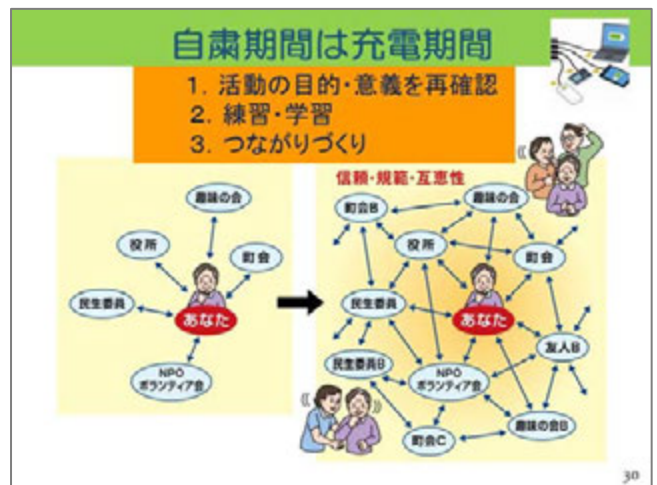 自粛期間は充電期間
1. 活動の目的・意義を再確認
2. 練習・学習
3. つながりづくり
趣味の会
役所
町会
民生委員
あなた
NPO
ボランティア会
信頼・規範・互恵性
町会B
趣味の会
役所
町会
民生委員
あなた
友人B
民生委員B
NPO
ボランティア会
趣味の会B
町会C
30